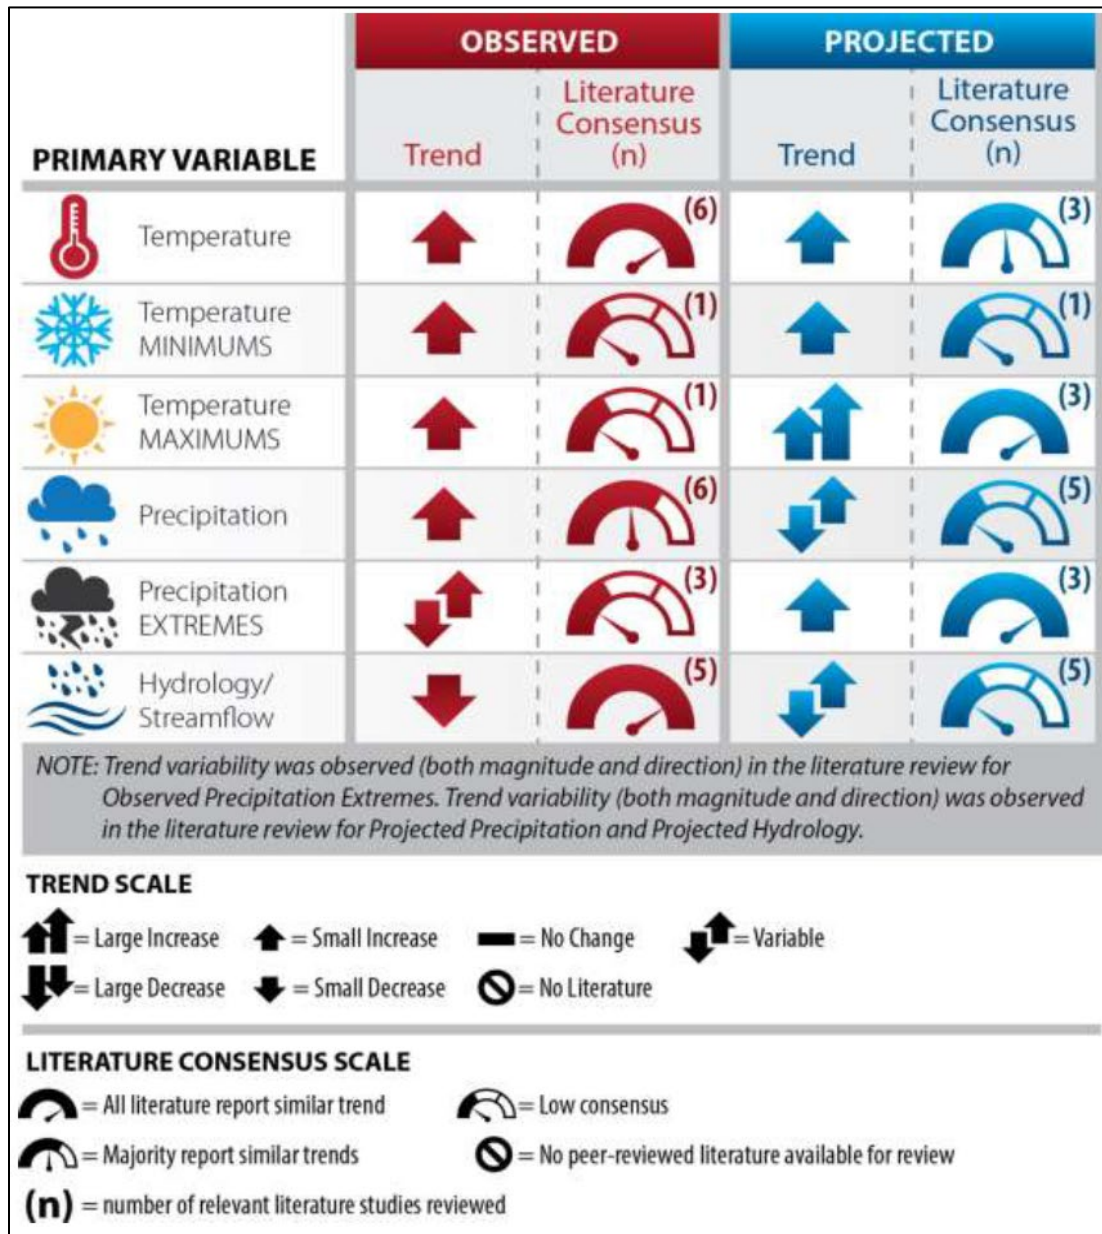 OBSERVED
PROJECTED
PRIMARY VARIABLE
Trend
Literature
Consensus
(n)
Trend
Literature
Consensus
(n)
Temperature
(6)
(3)
Temperature
MINIMUMS
(1)
(1)
Temperature
MAXIMUMS
(1)
(3)
Precipitation
(6)
(5)
Precipitation
EXTREMES
(3)
(3)
Hydrology/
Streamflow
(5)
(5)
NOTE: Trend variability was observed (both magnitude and direction) in the literature review for
Observed Precipitation Extremes. Trend variability (both magnitude and direction) was observed
in the literature review for Projected Precipitation and Projected Hydrology.
TREND SCALE
= Large Increase
= Small Increase
= No Change
= Variable
= Large Decrease
= Small Decrease
= No Literature
LITERATURE CONSENSUS SCALE
= All literature report similar trend
= Low consensus
= Majority report similar trends
= No peer-reviewed literature available for review
(n) = number of relevant literature studies reviewed